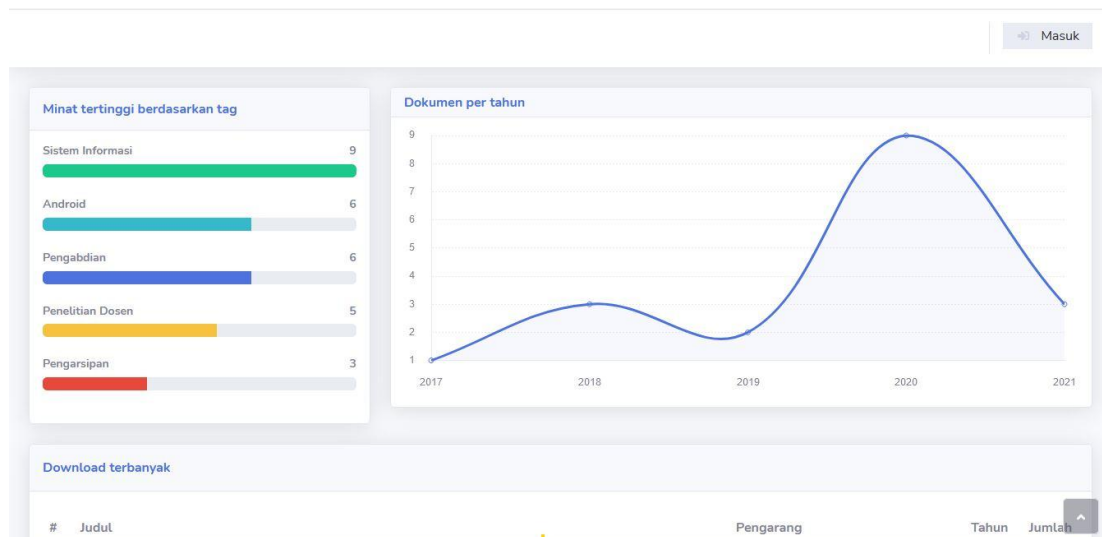 Masuk
Minat tertinggi berdasarkan tag
Sistem Informasi 9
Android 6
Pengabdian 6
Penelitian Dosen 5
Pengarsipan 3
Dokumen per tahun
9
8
7
6
5
4
3
2
1
2017 2018 2019 2020 2021
Download terbanyak
# Judul Pengarang Tahun Jumlah